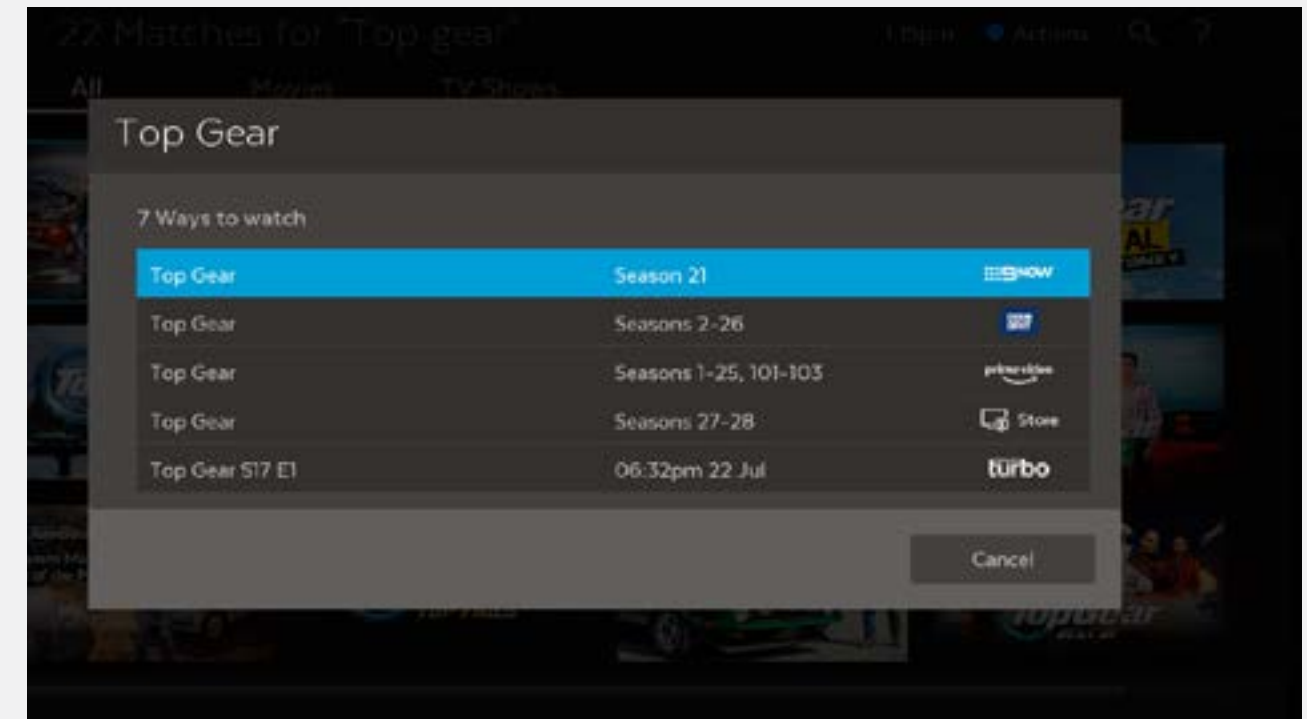 22 Matches for "Top gear"
Actions
All Movies TV Shows
Top Gear
7 Ways to watch
Top Gear Season 21 9NOW
Top Gear Seasons 2-26
Top Gear Seasons 1-25, 101-103 prime video
Top Gear Seasons 27-28 Store
Top Gear S17 E1 06:32pm 22 Jul turbo
Cancel